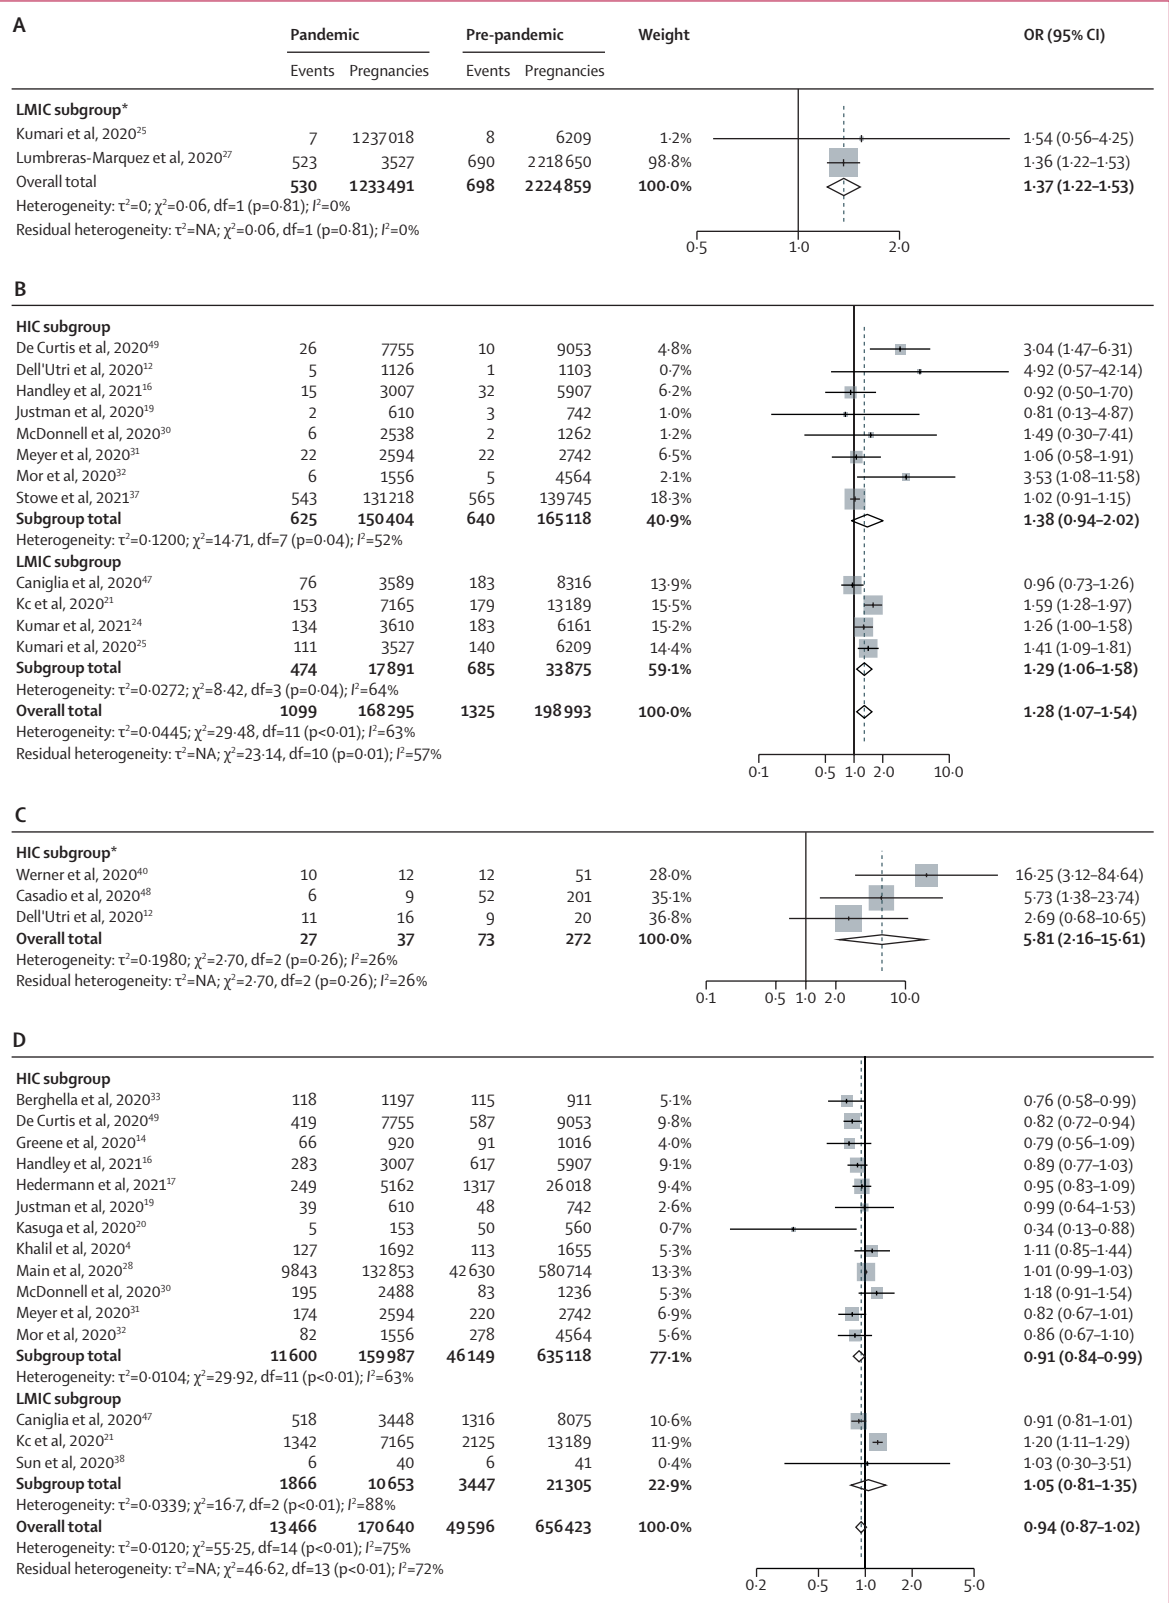 A
Pandemic Pre-pandemic Weight OR (95% CI)
Events Pregnancies Events Pregnancies
LMIC subgroup*
Kumari et al, 2020²⁵ 7 1237018 8 6209 1·2% 1·54 (0·56–4·25)
Lumbreras-Marquez et al, 2020²⁷ 523 3527 690 2218650 98·8% 1·36 (1·22–1·53)
Overall total 530 1233491 698 2224859 100·0% 1·37 (1·22–1·53)
Heterogeneity: τ²=0; χ²=0·06, df=1 (p=0·81); I²=0%
Residual heterogeneity: τ²=NA; χ²=0·06, df=1 (p=0·81); I²=0%
0·5 1·0 2·0
B
HIC subgroup
De Curtis et al, 2020⁴⁹ 26 7755 10 9053 4·8% 3·04 (1·47–6·31)
Dell'Utri et al, 2020¹² 5 1126 1 1103 0·7% 4·92 (0·57–42·14)
Handley et al, 2021¹⁶ 15 3007 32 5907 6·2% 0·92 (0·50–1·70)
Justman et al, 2020¹⁹ 2 610 3 742 1·0% 0·81 (0·13–4·87)
McDonnell et al, 2020³⁰ 6 2538 2 1262 1·2% 1·49 (0·30–7·41)
Meyer et al, 2020³¹ 22 2594 22 2742 6·5% 1·06 (0·58–1·91)
Mor et al, 2020³² 6 1556 5 4564 2·1% 3·53 (1·08–11·58)
Stowe et al, 2021³⁷ 543 131218 565 139745 18·3% 1·02 (0·91–1·15)
Subgroup total 625 150404 640 165118 40·9% 1·38 (0·94–2·02)
Heterogeneity: τ²=0·1200; χ²=14·71, df=7 (p=0·04); I²=52%
LMIC subgroup
Caniglia et al, 2020⁴⁷ 76 3589 183 8316 13·9% 0·96 (0·73–1·26)
Kc et al, 2020²¹ 153 7165 179 13189 15·5% 1·59 (1·28–1·97)
Kumar et al, 2021²⁴ 134 3610 183 6161 15·2% 1·26 (1·00–1·58)
Kumari et al, 2020²⁵ 111 3527 140 6209 14·4% 1·41 (1·09–1·81)
Subgroup total 474 17891 685 33875 59·1% 1·29 (1·06–1·58)
Heterogeneity: τ²=0·0272; χ²=8·42, df=3 (p=0·04); I²=64%
Overall total 1099 168295 1325 198993 100·0% 1·28 (1·07–1·54)
Heterogeneity: τ²=0·0445; χ²=29·48, df=11 (p<0·01); I²=63%
Residual heterogeneity: τ²=NA; χ²=23·14, df=10 (p=0·01); I²=57%
0·1 0·5 1·0 2·0 10·0
C
HIC subgroup*
Werner et al, 2020⁴⁰ 10 12 12 51 28·0% 16·25 (3·12–84·64)
Casadio et al, 2020⁴⁸ 6 9 52 201 35·1% 5·73 (1·38–23·74)
Dell'Utri et al, 2020¹² 11 16 9 20 36·8% 2·69 (0·68–10·65)
Overall total 27 37 73 272 100·0% 5·81 (2·16–15·61)
Heterogeneity: τ²=0·1980; χ²=2·70, df=2 (p=0·26); I²=26%
Residual heterogeneity: τ²=NA; χ²=2·70, df=2 (p=0·26); I²=26%
0·1 0·5 1·0 2·0 10·0
D
HIC subgroup
Berghella et al, 2020³³ 118 1197 115 911 5·1% 0·76 (0·58–0·99)
De Curtis et al, 2020⁴⁹ 419 7755 587 9053 9·8% 0·82 (0·72–0·94)
Greene et al, 2020¹⁴ 66 920 91 1016 4·0% 0·79 (0·56–1·09)
Handley et al, 2021¹⁶ 283 3007 617 5907 9·1% 0·89 (0·77–1·03)
Hedermann et al, 2021¹⁷ 249 5162 1317 26018 9·4% 0·95 (0·83–1·09)
Justman et al, 2020¹⁹ 39 610 48 742 2·6% 0·99 (0·64–1·53)
Kasuga et al, 2020²⁰ 5 153 50 560 0·7% 0·34 (0·13–0·88)
Khalil et al, 2020⁴ 127 1692 113 1655 5·3% 1·11 (0·85–1·44)
Main et al, 2020²⁸ 9843 132853 42630 580714 13·3% 1·01 (0·99–1·03)
McDonnell et al, 2020³⁰ 195 2488 83 1236 5·3% 1·18 (0·91–1·54)
Meyer et al, 2020³¹ 174 2594 220 2742 6·9% 0·82 (0·67–1·01)
Mor et al, 2020³² 82 1556 278 4564 5·6% 0·86 (0·67–1·10)
Subgroup total 11600 159987 46149 635118 77·1% 0·91 (0·84–0·99)
Heterogeneity: τ²=0·0104; χ²=29·92, df=11 (p<0·01); I²=63%
LMIC subgroup
Caniglia et al, 2020⁴⁷ 518 3448 1316 8075 10·6% 0·91 (0·81–1·01)
Kc et al, 2020²¹ 1342 7165 2125 13189 11·9% 1·20 (1·11–1·29)
Sun et al, 2020³⁸ 6 40 6 41 0·4% 1·03 (0·30–3·51)
Subgroup total 1866 10653 3447 21305 22·9% 1·05 (0·81–1·35)
Heterogeneity: τ²=0·0339; χ²=16·7, df=2 (p<0·01); I²=88%
Overall total 13466 170640 49596 656423 100·0% 0·94 (0·87–1·02)
Heterogeneity: τ²=0·0120; χ²=55·25, df=14 (p<0·01); I²=75%
Residual heterogeneity: τ²=NA; χ²=46·62, df=13 (p<0·01); I²=72%
0·2 0·5 1·0 2·0 5·0